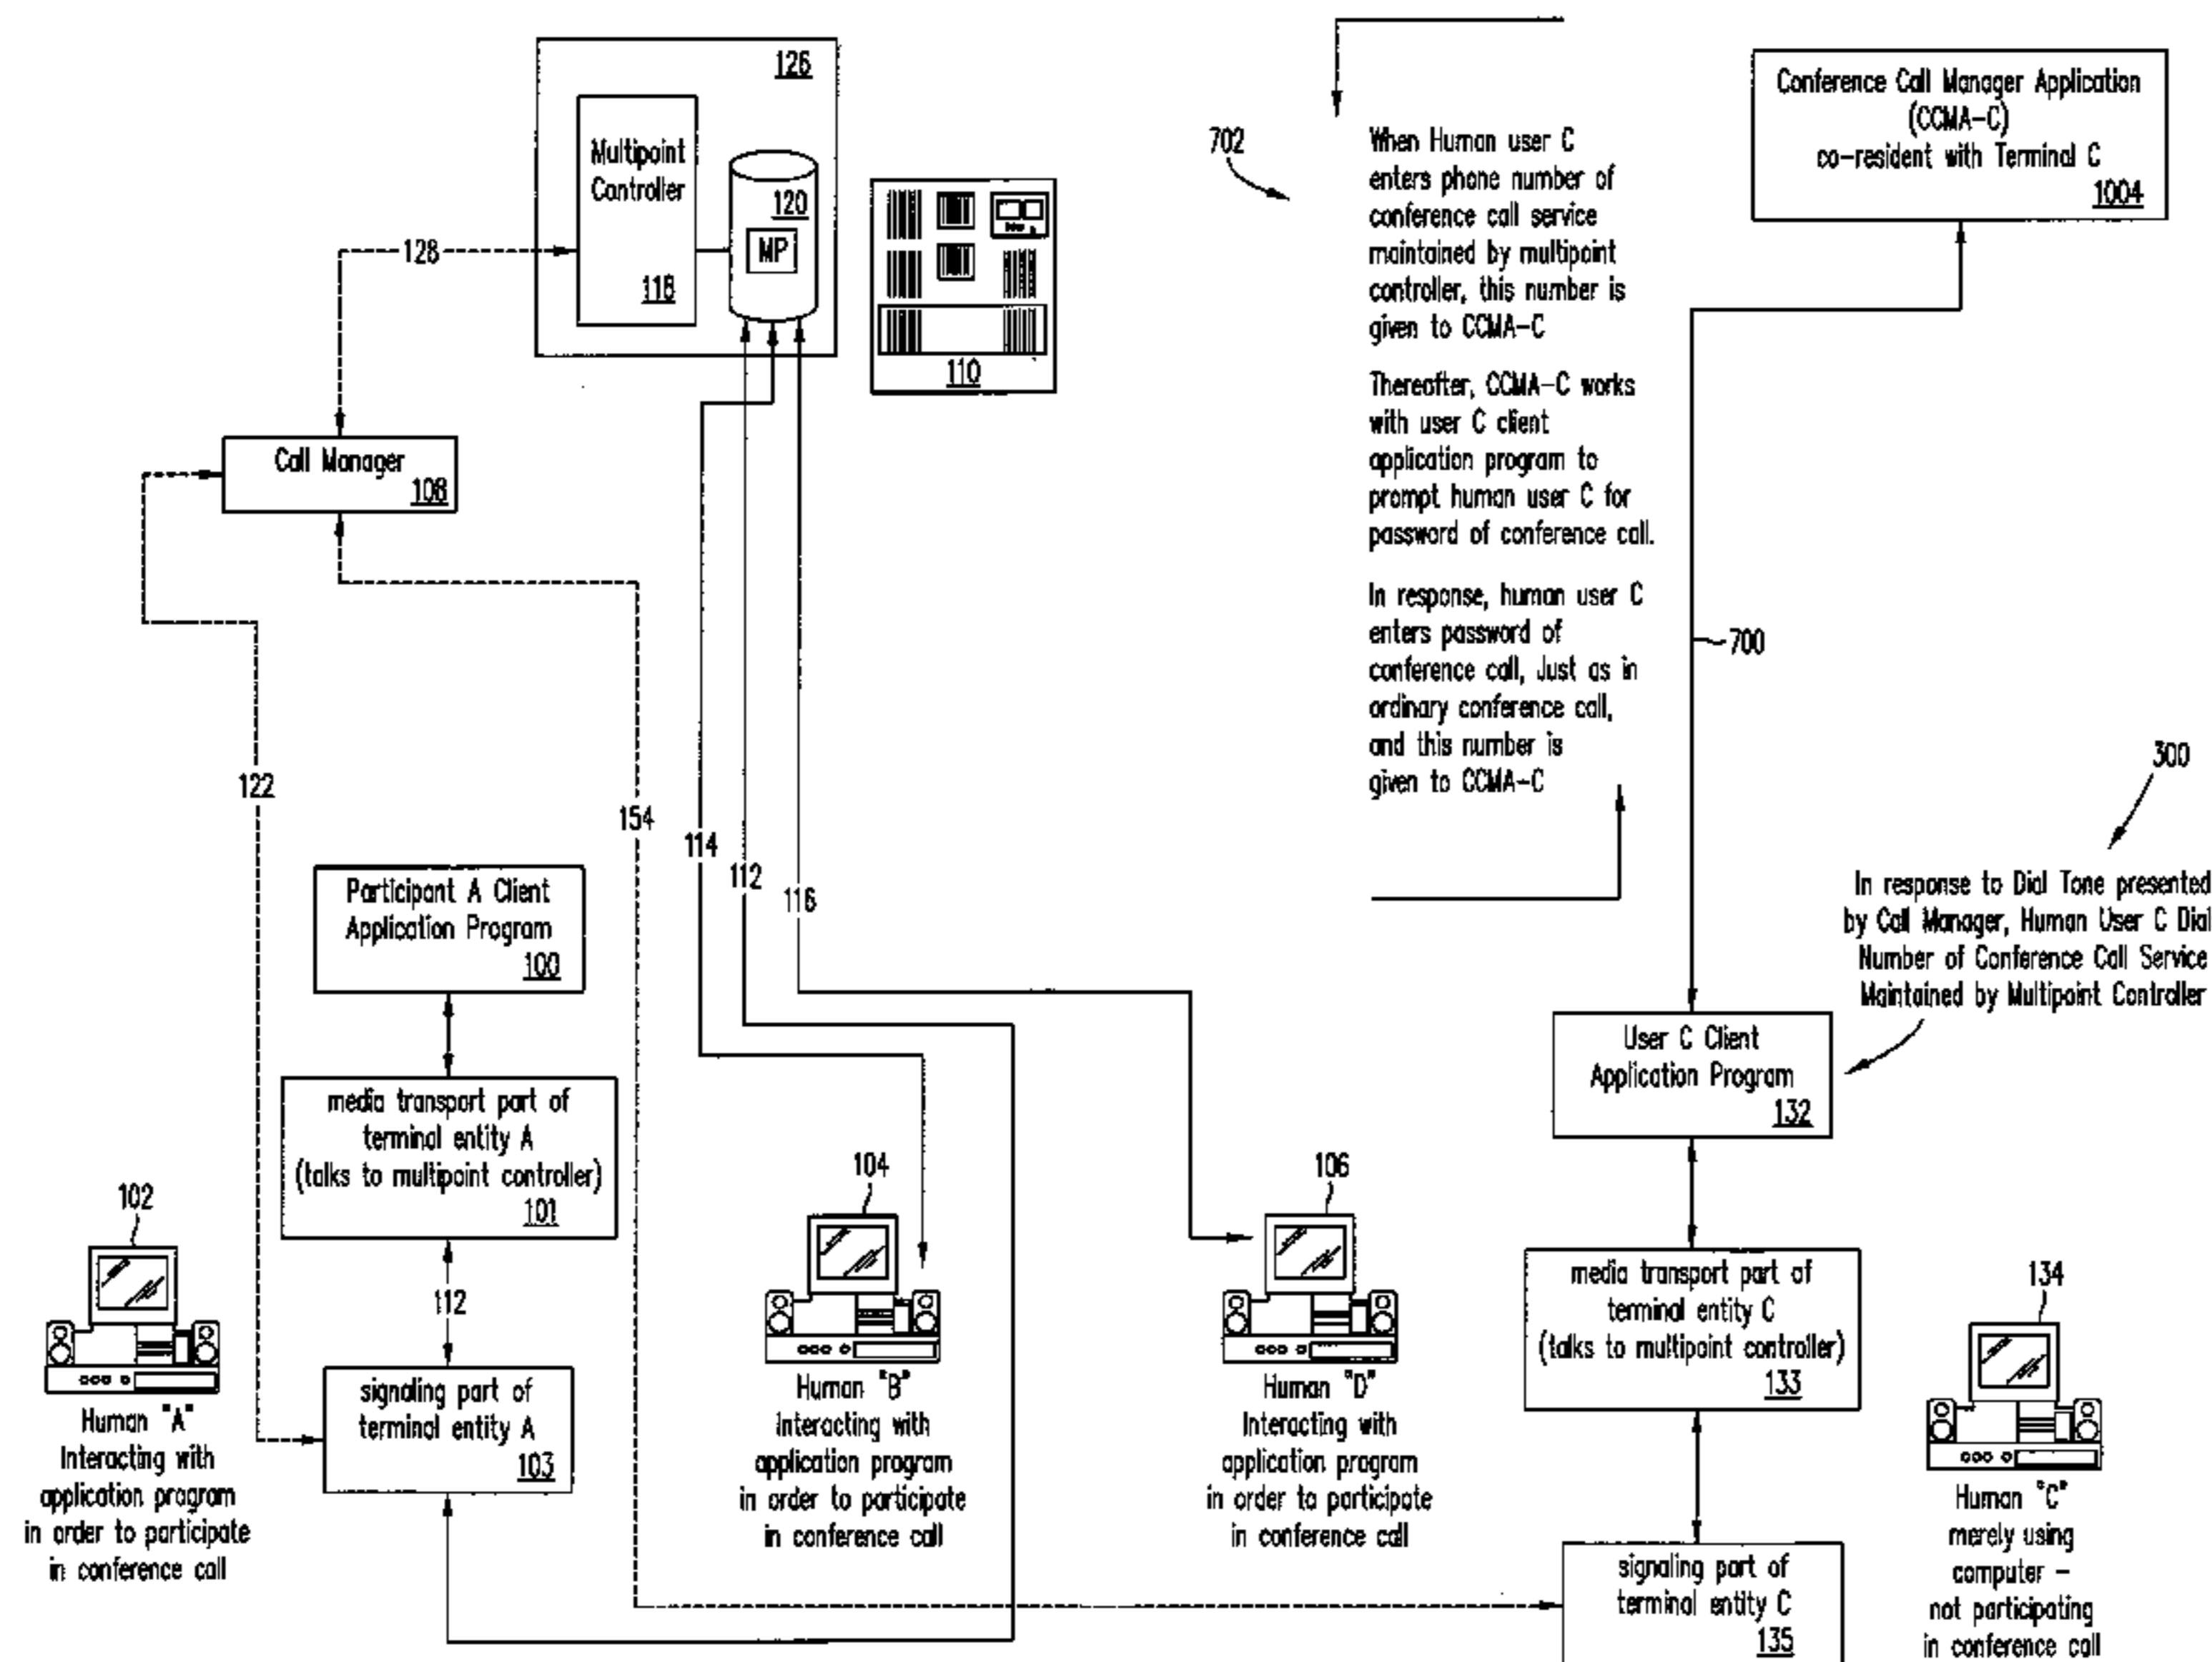 126
Multipoint
Controller
118
120
MP
110
128
Call Manager
108
122
154
114
112
116
Participant A Client
Application Program
100
media transport part of
terminal entity A
(talks to multipoint controller)
101
112
signaling part of
terminal entity A
103
102
Human "A"
Interacting with
application program
in order to participate
in conference call
104
Human "B"
Interacting with
application program
in order to participate
in conference call
106
Human "D"
Interacting with
application program
in order to participate
in conference call
702
When Human user C
enters phone number of
conference call service
maintained by multipoint
controller, this number is
given to CCMA-C
Thereafter, CCMA-C works
with user C client
application program to
prompt human user C for
password of conference call.
In response, human user C
enters password of
conference call, Just as in
ordinary conference call,
and this number is
given to CCMA-C
Conference Call Manager Application
(CCMA-C)
co-resident with Terminal C
1004
700
300
In response to Dial Tone presented
by Call Manager, Human User C Dial
Number of Conference Call Service
Maintained by Multipoint Controller
User C Client
Application Program
132
media transport part of
terminal entity C
(talks to multipoint controller)
133
signaling part of
terminal entity C
135
134
Human "C"
merely using
computer -
not participating
in conference call